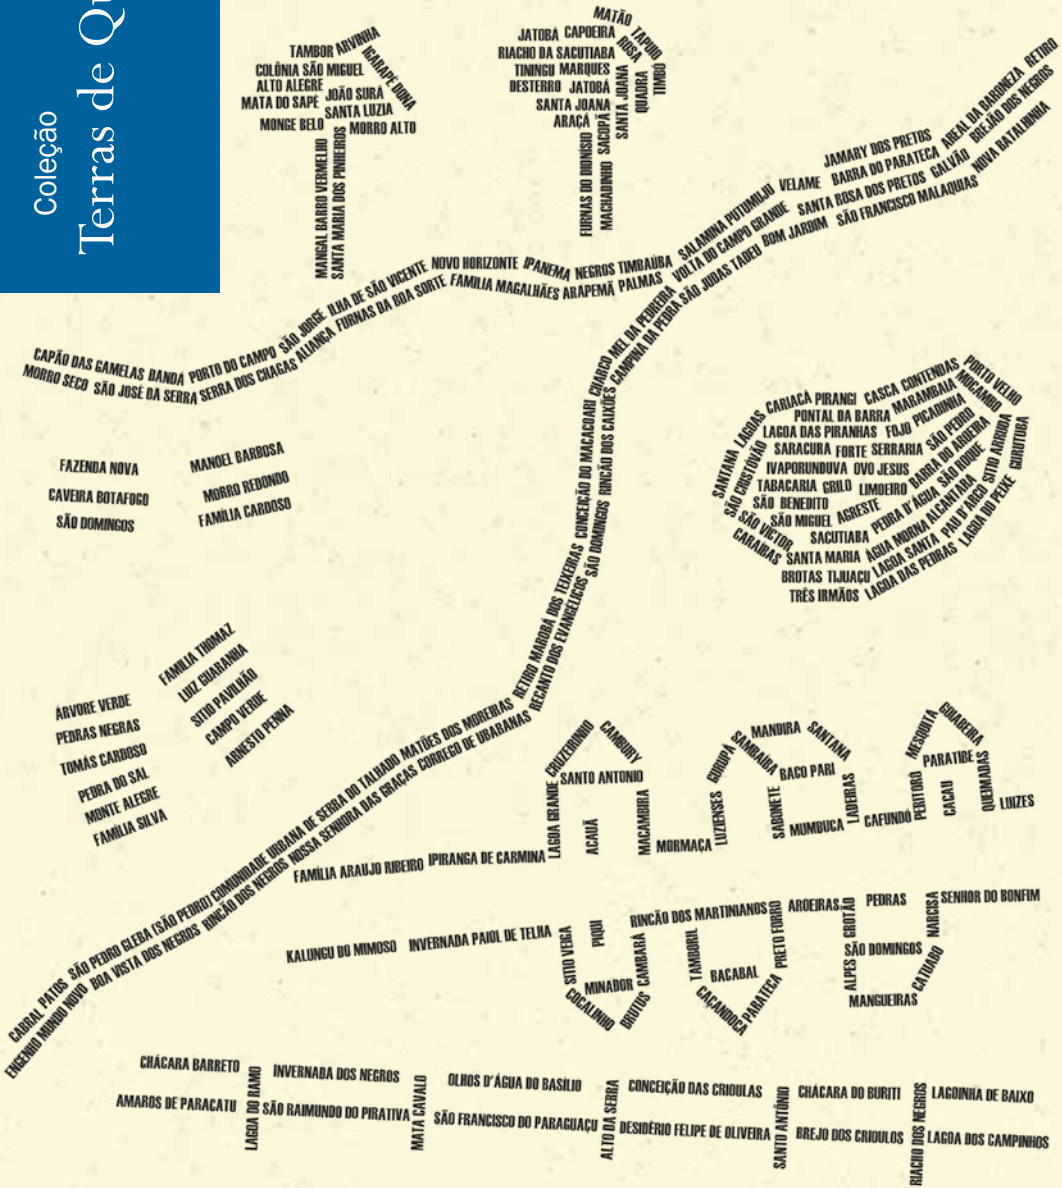 Coleção
Terras de Qu
TAMBOR ARVINHA
IGARAPÉ DONA
COLÔNIA SÃO MIGUEL
ALTO ALEGRE
MATA DO SAPÉ JOÃO SURÁ
SANTA LUZIA
MONGE BELO MORRO ALTO
MANGAL BARRO VERMELHO
SANTA MARIA DOS PINHEIROS
MATÃO
TAPUIO
JATOBÁ CAPOEIRA
ROSA
RIACHO DA SACUTIABA
TININGU MARQUES
TIMBÓ
DESTERRO JATOBÁ
SANTA JOANA
QUADRA
SANTA JOANA
ARAÇÁ
SACOPÃ
FURNAS DO DIONÍSIO
MACHADINHO
JAMARY DOS PRETOS AREAL DA BARONEZA RETIRO
SALAMINA PUTUMUJU VELAME BARRA DO PARATECA GALVÃO BREJÃO DOS NEGROS
VOLTA DO CAMPO GRANDE SANTA ROSA DOS PRETOS
SÃO JUDAS TADEU BOM JARDIM SÃO FRANCISCO MALAQUIAS NOVA BATALHINHA
CAPÃO DAS GAMELAS BANDA PORTO DO CAMPO SÃO JORGE ILHA DE SÃO VICENTE NOVO HORIZONTE IPANEMA NEGROS TIMBAÚBA
MORRO SECO SÃO JOSÉ DA SERRA SERRA DOS CHAGAS ALIANÇA FURNAS DA BOA SORTE FAMILIA MAGALHÃES ARAPEMÃ PALMAS
CONCEIÇÃO DO MACACOARI CHARCO MEL DA PEDREIRA
SÃO DOMINGOS RINCÃO DOS CAIXÕES CAMPINA DA PEDRA
FAZENDA NOVA
CAVEIRA BOTAFOGO
SÃO DOMINGOS
MANOEL BARBOSA
MORRO REDONDO
FAMÍLIA CARDOSO
SANTANA LAGOAS CARIACÁ PIRANGI CASCA CONTENDAS PORTO VELHO
PONTAL DA BARRA MARAMBAIA MOCAMBO
SÃO CRISTÓVÃO LAGOA DAS PIRANHAS FOJO PICADINHA
SARACURA FORTE SERRARIA SÃO PEDRO
IVAPORUNDUVA OVO JESUS
TABACARIA GRILO LIMOEIRO BARRA DO AROEIRA
SÃO BENEDITO
SÃO MIGUEL AGRESTE
SÃO VICTOR
SACUTIABA PEDRA D'ÁGUA SÃO ROQUE
CARAIBAS SANTA MARIA ÁGUA MORNA ALCANTARA SITIO ARRUDA
BROTAS TIJUAÇU LAGOA SANTA PAU D'ARCO GURUTUBA
TRÊS IRMÃOS LAGOA DAS PEDRAS LAGOA DO PEIXE
RETIRO MAROBÁ DOS TEIXEIRAS
RECANTO DOS EVANGÉLICOS
FAMILIA THOMAZ
LUIZ GUARANHA
SITIO PAVILHÃO
CAMPO VERDE
ARNESTO PENNA
ÁRVORE VERDE
PEDRAS NEGRAS
TOMÁS CARDOSO
PEDRA DO SAL
MONTE ALEGRE
FAMÍLIA SILVA
CABRAL PATOS SÃO PEDRO GLEBA (SÃO PEDRO) COMUNIDADE URBANA DE SERRA DO TALHADO MATÕES DOS MOREIRAS
ENGENHO MUNDO NOVO BOA VISTA DOS NEGROS RINCÃO DOS NEGROS NOSSA SENHORA DAS GRAÇAS CORREGO DE UBARANAS
CRUZEIRINHO CAMBURY
SANTO ANTONIO
LAGOA GRANDE
ACAUÃ
MACAMBIRA
FAMÍLIA ARAUJO RIBEIRO IPIRANGA DE CARMINA
MORMAÇA
LUZIENSES
GURUPÁ SAMBAÍBA MANDIRA SANTANA
BACO PARI
SABONETE
MUMBUCA
LADEIRAS
CAFUNDÓ
PERITORÓ
MESQUITA GUABEIRA
PARATIBE
CACAU
QUEIMADAS
LUIZES
KALUNGU DO MIMOSO INVERNADA PAIOL DE TELHA
SITIO VEIGA
PIQUI
MINADOR
COCALINHO
BRUTUS
CAMBARÁ
RINCÃO DOS MARTINIANOS
TAMBORIL
BACABAL
CAÇANDOCA
PARATECA
PRETO FORRO
AROEIRAS
GROTÃO
ALPES
PEDRAS
SÃO DOMINGOS
MANGUEIRAS
CATUABO
NARCISA
SENHOR DO BONFIM
CHÁCARA BARRETO
AMAROS DE PARACATU
LAGOA DO RAMO
INVERNADA DOS NEGROS
SÃO RAIMUNDO DO PIRATIVA
MATA CAVALO
OLHOS D'ÁGUA DO BASÍLIO
SÃO FRANCISCO DO PARAGUAÇU
ALTO DA SERRA
CONCEIÇÃO DAS CRIOULAS
DESIDÉRIO FELIPE DE OLIVEIRA
SANTO ANTÔNIO
CHÁCARA DO BURITI
BREJO DOS CRIOULOS
RIACHO DOS NEGROS
LAGOINHA DE BAIXO
LAGOA DOS CAMPINHOS